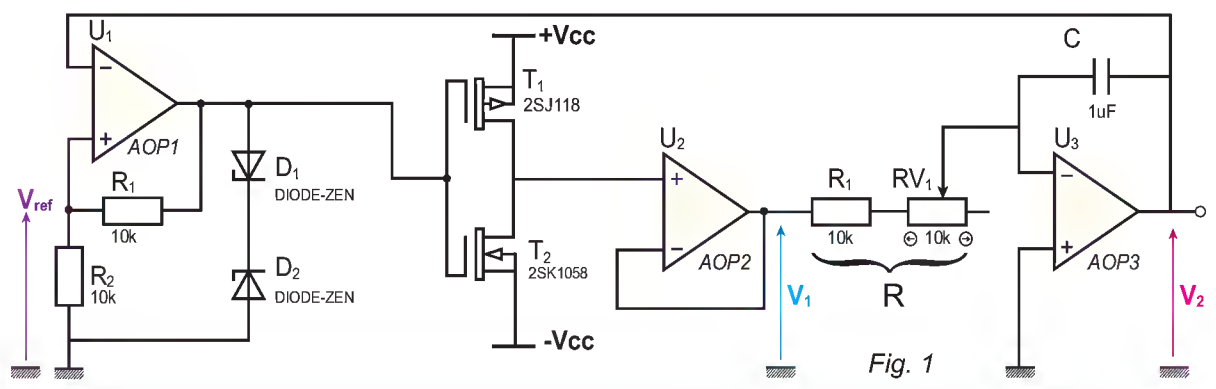 U1
AOP1
Vref
R1
10k
R2
10k
D1
DIODE-ZEN
D2
DIODE-ZEN
+Vcc
T1
2SJ118
T2
2SK1058
-Vcc
U2
AOP2
V1
R1
10k
RV1
10k
R
C
1uF
U3
AOP3
V2
Fig. 1